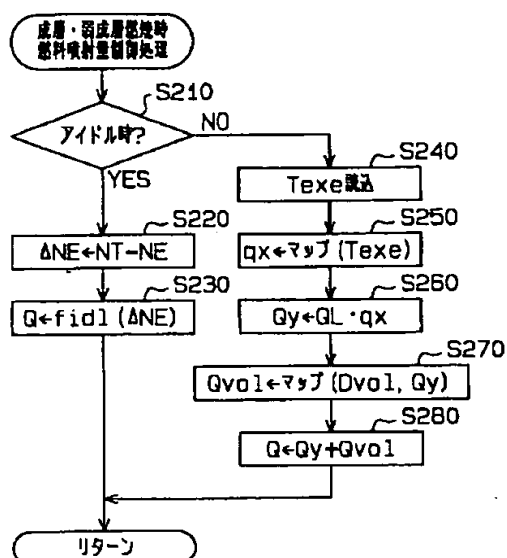 成層・弱成層燃焼時
燃料噴射量制御処理
S210
アイドル時?
NO
YES
S240
Texe読込
S220
ΔNE←NT-NE
S250
qx←マップ(Texe)
S230
Q←fidl(ΔNE)
S260
Qy←QL・qx
S270
Qvol←マップ(Dvol, Qy)
S280
Q←Qy+Qvol
リターン